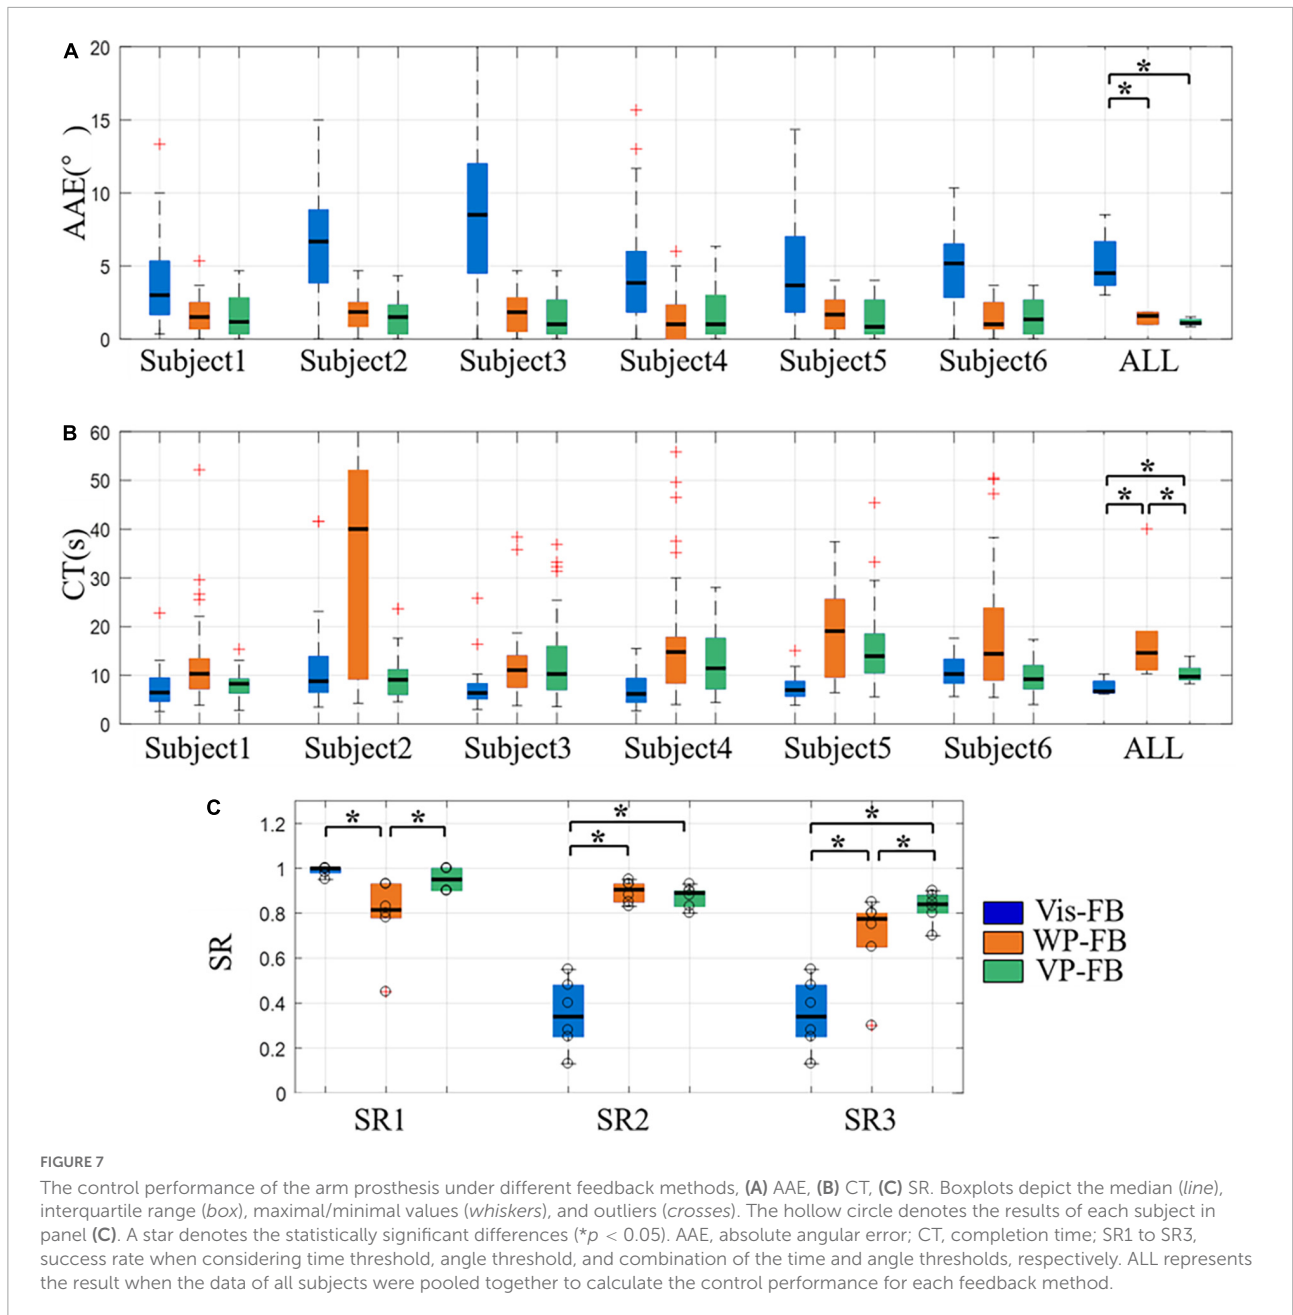 A
AAE(°)
20
15
10
5
0
* *
Subject1 Subject2 Subject3 Subject4 Subject5 Subject6 ALL
B
CT(s)
60
50
40
30
20
10
0
* * *
Subject1 Subject2 Subject3 Subject4 Subject5 Subject6 ALL
C
SR
1.2
1
0.8
0.6
0.4
0.2
0
* * * * * * *
SR1 SR2 SR3
Vis-FB
WP-FB
VP-FB
FIGURE 7
The control performance of the arm prosthesis under different feedback methods, (A) AAE, (B) CT, (C) SR. Boxplots depict the median (line),
interquartile range (box), maximal/minimal values (whiskers), and outliers (crosses). The hollow circle denotes the results of each subject in
panel (C). A star denotes the statistically significant differences (*p < 0.05). AAE, absolute angular error; CT, completion time; SR1 to SR3,
success rate when considering time threshold, angle threshold, and combination of the time and angle thresholds, respectively. ALL represents
the result when the data of all subjects were pooled together to calculate the control performance for each feedback method.